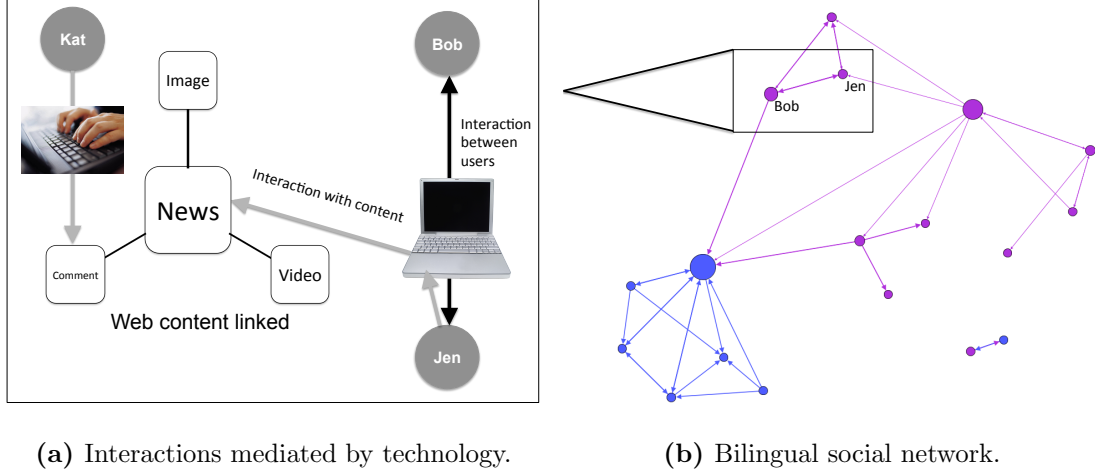 Kat
Image
Bob
Interaction
between
users
Interaction with content
News
Comment
Video
Web content linked
Jen
Jen
Bob
(a) Interactions mediated by technology.
(b) Bilingual social network.